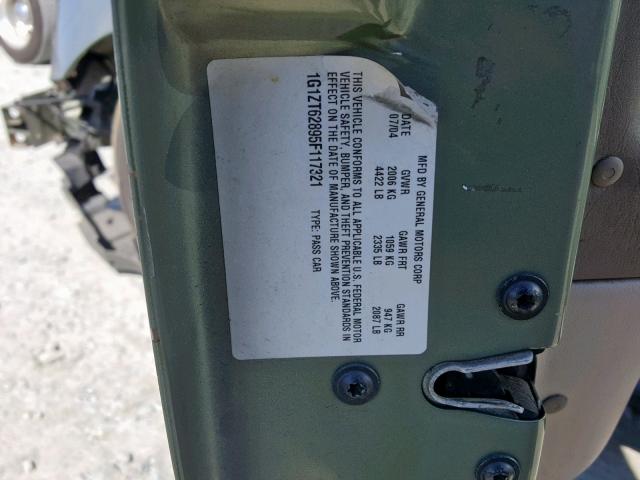 MFD BY GENERAL MOTORS CORP
DATE GVWR GAWR FRT GAWR RR
07/04 2006 KG 1059 KG 947 KG
4422 LB 2335 LB 2087 LB
THIS VEHICLE CONFORMS TO ALL APPLICABLE U.S. FEDERAL MOTOR
VEHICLE SAFETY, BUMPER, AND THEFT PREVENTION STANDARDS IN
EFFECT ON THE DATE OF MANUFACTURE SHOWN ABOVE.
1G1ZT62895F117321 TYPE: PASS CAR